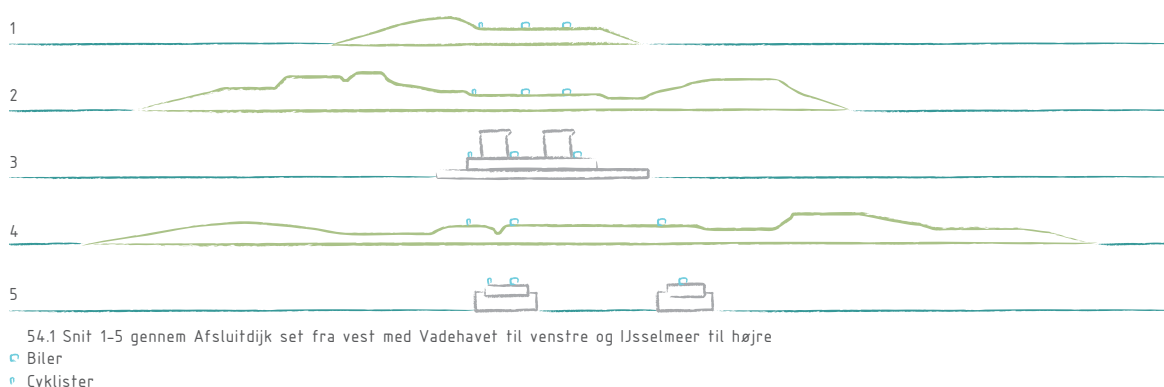 1
2
3
4
5
54.1 Snit 1-5 gennem Afsluitdijk set fra vest med Vadehavet til venstre og IJsselmeer til højre
Biler
Cyklister